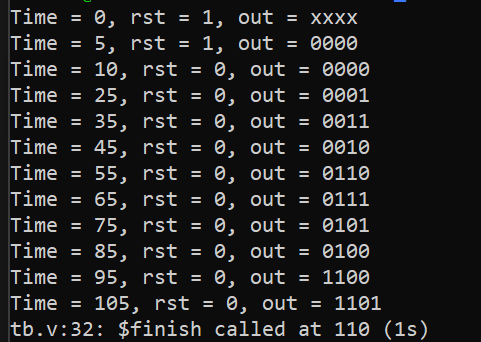 Time = 0, rst = 1, out = xxxx
Time = 5, rst = 1, out = 0000
Time = 10, rst = 0, out = 0000
Time = 25, rst = 0, out = 0001
Time = 35, rst = 0, out = 0011
Time = 45, rst = 0, out = 0010
Time = 55, rst = 0, out = 0110
Time = 65, rst = 0, out = 0111
Time = 75, rst = 0, out = 0101
Time = 85, rst = 0, out = 0100
Time = 95, rst = 0, out = 1100
Time = 105, rst = 0, out = 1101
tb.v:32: $finish called at 110 (1s)